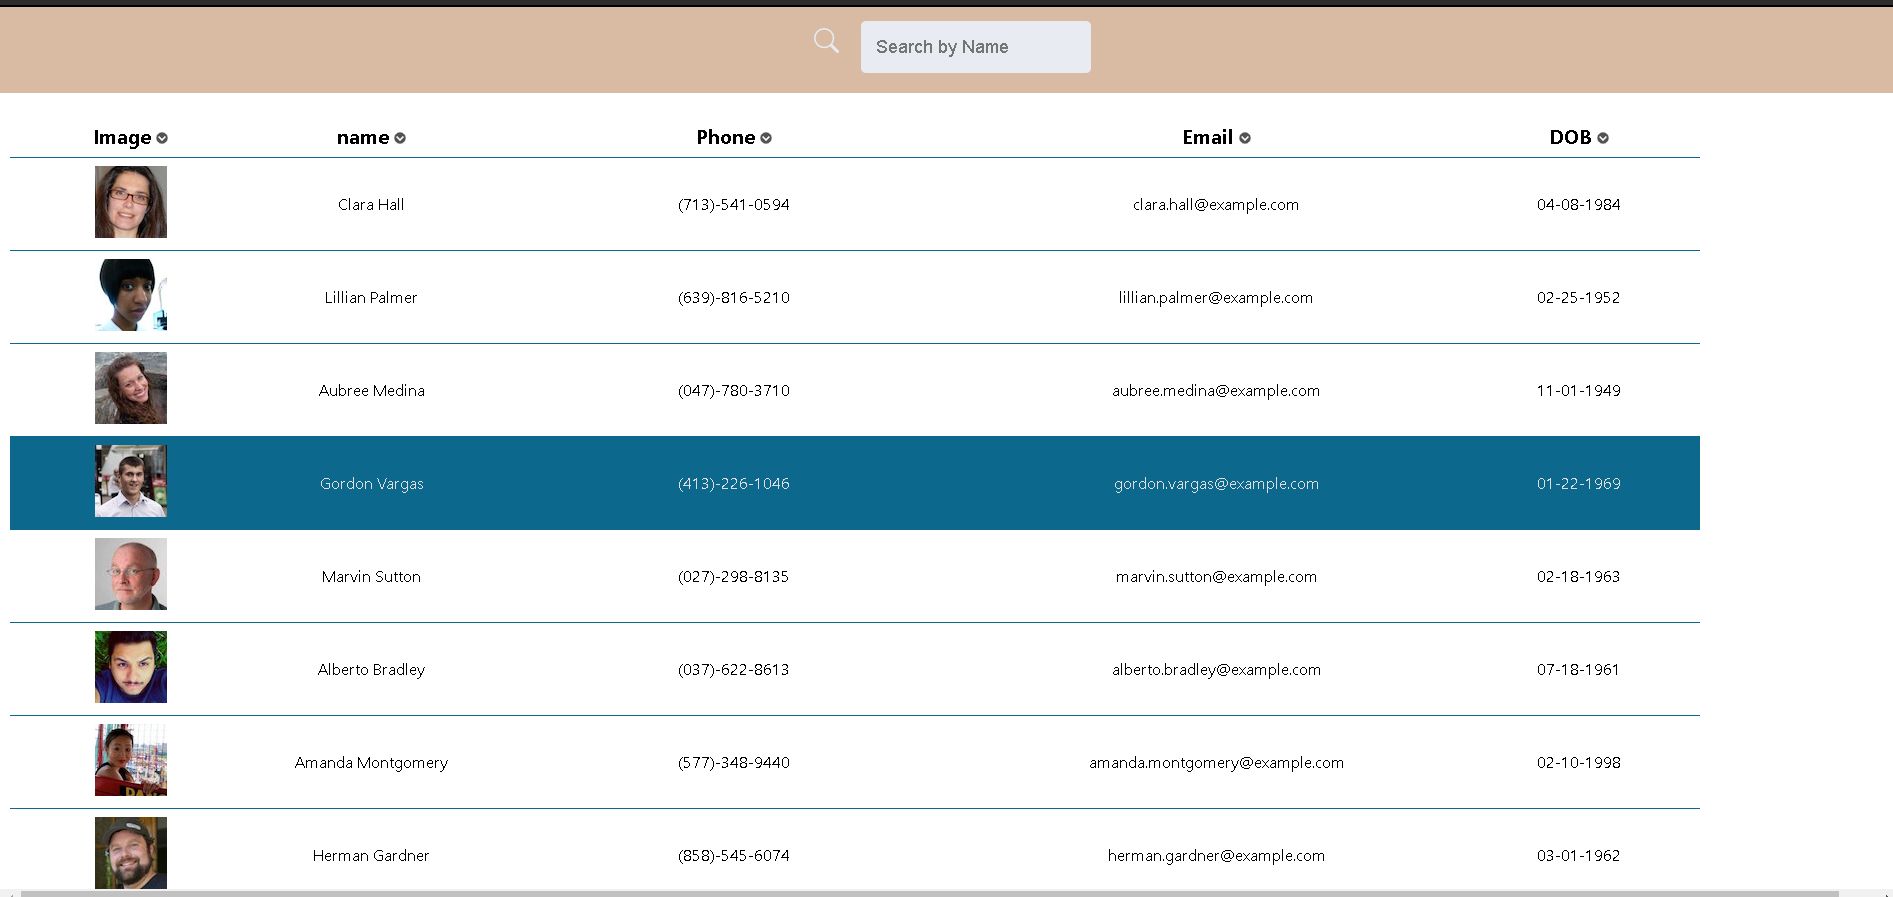 Search by Name
Image name Phone Email DOB
Clara Hall (713)-541-0594 clara.hall@example.com 04-08-1984
Lillian Palmer (639)-816-5210 lillian.palmer@example.com 02-25-1952
Aubree Medina (047)-780-3710 aubree.medina@example.com 11-01-1949
Gordon Vargas (413)-226-1046 gordon.vargas@example.com 01-22-1969
Marvin Sutton (027)-298-8135 marvin.sutton@example.com 02-18-1963
Alberto Bradley (037)-622-8613 alberto.bradley@example.com 07-18-1961
Amanda Montgomery (577)-348-9440 amanda.montgomery@example.com 02-10-1998
Herman Gardner (858)-545-6074 herman.gardner@example.com 03-01-1962